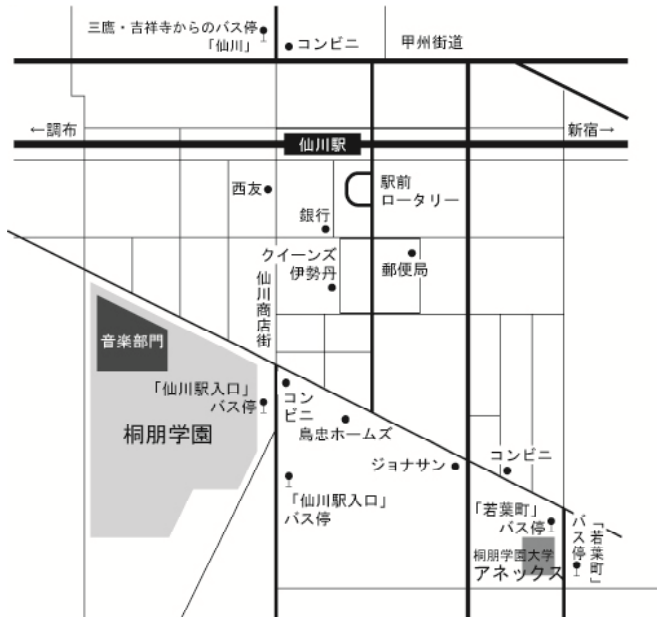 三鷹・吉祥寺からのバス停
「仙川」
コンビニ
甲州街道
←調布
新宿→
仙川駅
西友
駅前
ロータリー
銀行
クイーンズ
伊勢丹
郵便局
仙川商店街
音楽部門
「仙川駅入口」
バス停
コン
ビニ
桐朋学園
島忠ホームズ
ジョナサン
コンビニ
「仙川駅入口」
バス停
「若葉町」
バス停
「若葉町」
バス停
桐朋学園大学
アネックス